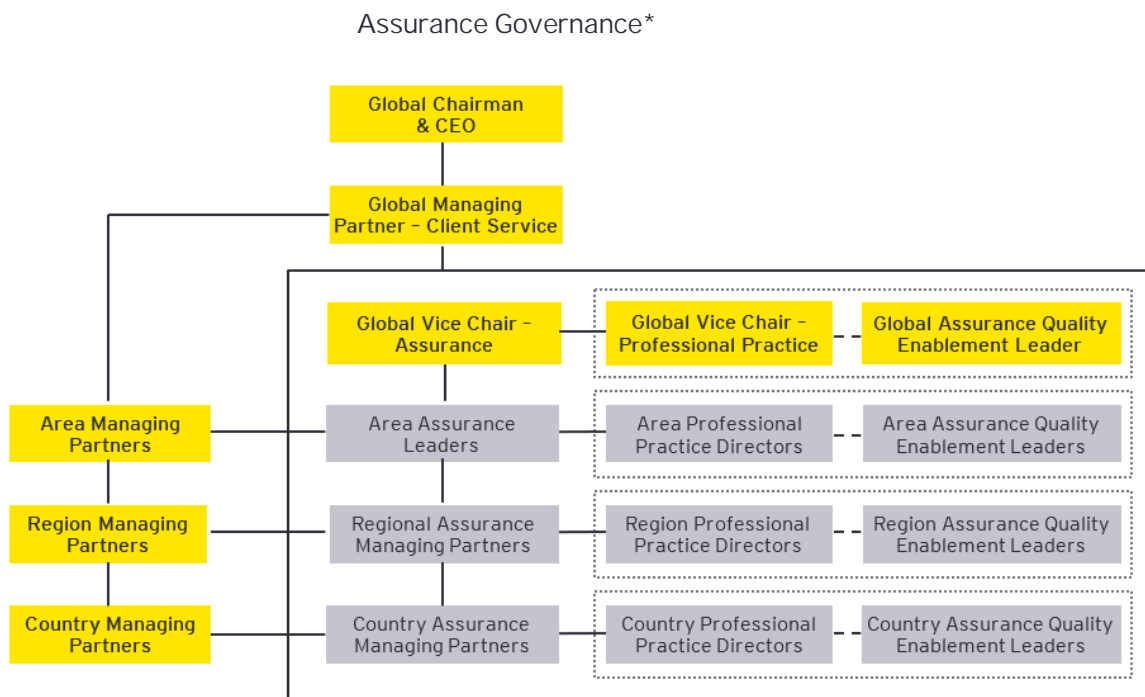 Assurance Governance*
Global Chairman
& CEO
Global Managing
Partner – Client Service
Global Vice Chair –
Assurance
Global Vice Chair –
Professional Practice
Global Assurance Quality
Enablement Leader
Area Managing
Partners
Area Assurance
Leaders
Area Professional
Practice Directors
Area Assurance Quality
Enablement Leaders
Region Managing
Partners
Regional Assurance
Managing Partners
Region Professional
Practice Directors
Region Assurance Quality
Enablement Leaders
Country Managing
Partners
Country Assurance
Managing Partners
Country Professional
Practice Directors
Country Assurance Quality
Enablement Leaders